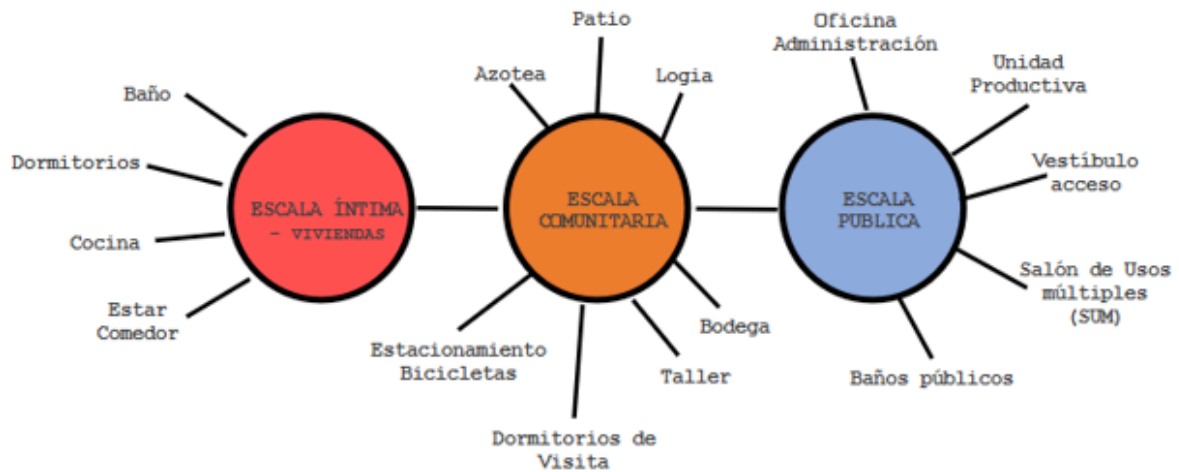 Baño
Dormitorios
Cocina
Estar
Comedor
ESCALA ÍNTIMA
- VIVIENDAS
Patio
Azotea
Logia
ESCALA
COMUNITARIA
Estacionamiento
Bicicletas
Dormitorios de
Visita
Taller
Bodega
Oficina
Administración
Unidad
Productiva
Vestíbulo
acceso
ESCALA
PUBLICA
Salón de Usos
múltiples
(SUM)
Baños públicos